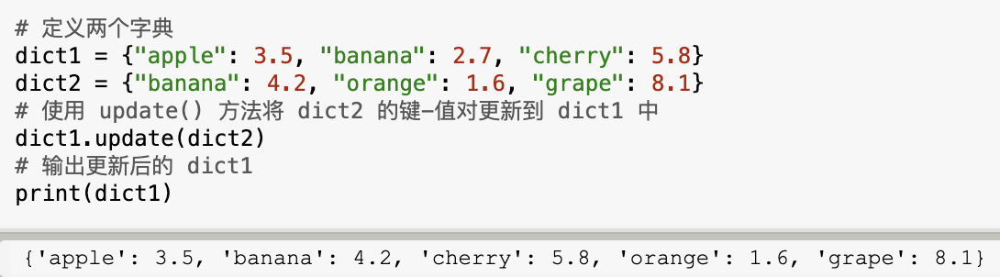 # 定义两个字典
dict1 = {"apple": 3.5, "banana": 2.7, "cherry": 5.8}
dict2 = {"banana": 4.2, "orange": 1.6, "grape": 8.1}
# 使用 update() 方法将 dict2 的键-值对更新到 dict1 中
dict1.update(dict2)
# 输出更新后的 dict1
print(dict1)
{'apple': 3.5, 'banana': 4.2, 'cherry': 5.8, 'orange': 1.6, 'grape': 8.1}